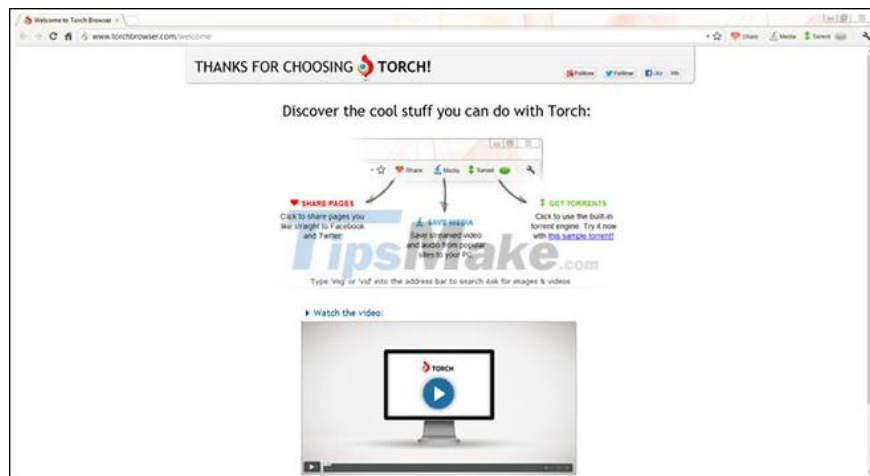 Welcome to Torch Browser
www.torchbrowser.com/welcome
Share Media Torrent
THANKS FOR CHOOSING TORCH!
Follow Follow Like
Discover the cool stuff you can do with Torch:
Share Media Torrent
SHARE PAGES
Click to share pages you
like straight to Facebook
and Twitter.
SAVE MEDIA
Save streamed video
and audio from popular
sites to your PC
GET TORRENTS
Click to use the built-in
torrent engine. Try it now
with this sample torrent!
TipsMake.com
Type 'img' or 'vid' into the address bar to search Ask for images & videos
Watch the video:
TORCH